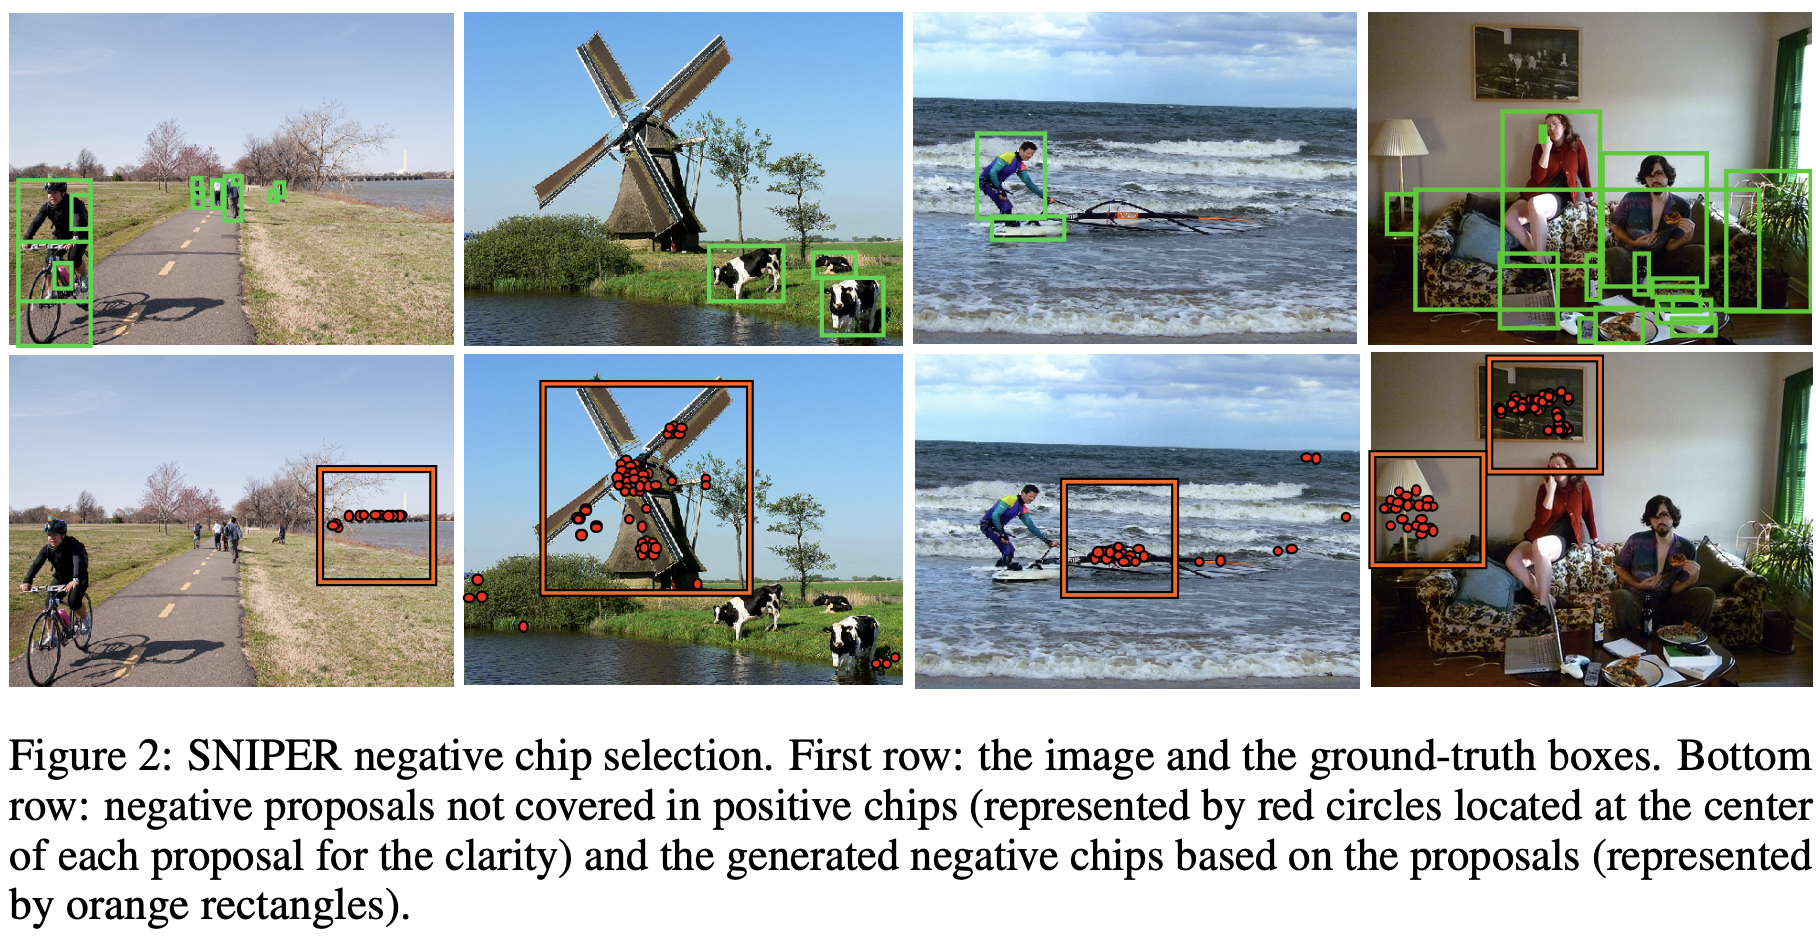 Figure 2: SNIPER negative chip selection. First row: the image and the ground-truth boxes. Bottom
row: negative proposals not covered in positive chips (represented by red circles located at the center
of each proposal for the clarity) and the generated negative chips based on the proposals (represented
by orange rectangles).